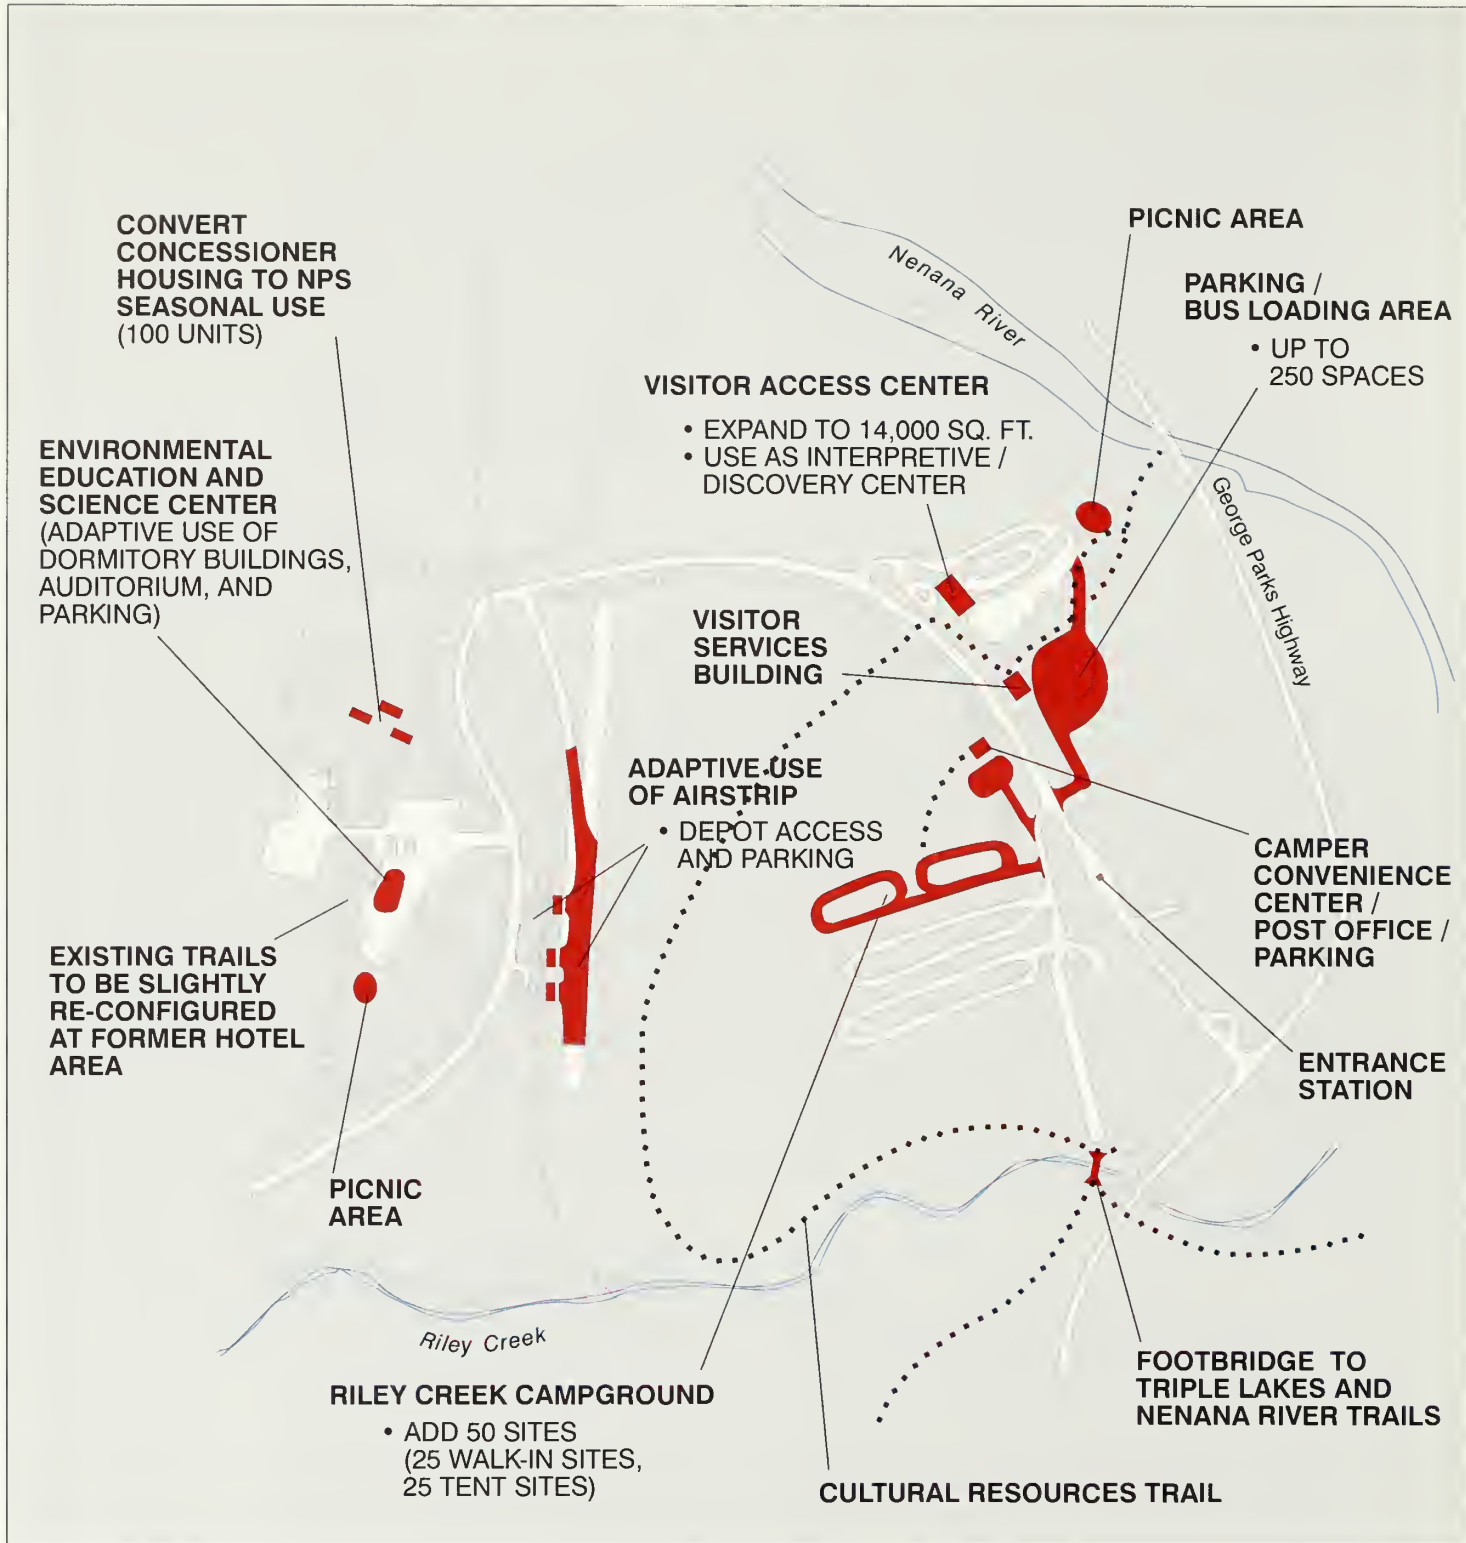 CONVERT
CONCESSIONER
HOUSING TO NPS
SEASONAL USE
(100 UNITS)
ENVIRONMENTAL
EDUCATION AND
SCIENCE CENTER
(ADAPTIVE USE OF
DORMITORY BUILDINGS,
AUDITORIUM, AND
PARKING)
EXISTING TRAILS
TO BE SLIGHTLY
RE-CONFIGURED
AT FORMER HOTEL
AREA
PICNIC
AREA
Nenana River
PICNIC AREA
PARKING /
BUS LOADING AREA
• UP TO
250 SPACES
VISITOR ACCESS CENTER
• EXPAND TO 14,000 SQ. FT.
• USE AS INTERPRETIVE /
DISCOVERY CENTER
George Parks Highway
VISITOR
SERVICES
BUILDING
ADAPTIVE USE
OF AIRSTRIP
• DEPOT ACCESS
AND PARKING
CAMPER
CONVENIENCE
CENTER /
POST OFFICE /
PARKING
ENTRANCE
STATION
Riley Creek
RILEY CREEK CAMPGROUND
• ADD 50 SITES
(25 WALK-IN SITES,
25 TENT SITES)
FOOTBRIDGE TO
TRIPLE LAKES AND
NENANA RIVER TRAILS
CULTURAL RESOURCES TRAIL